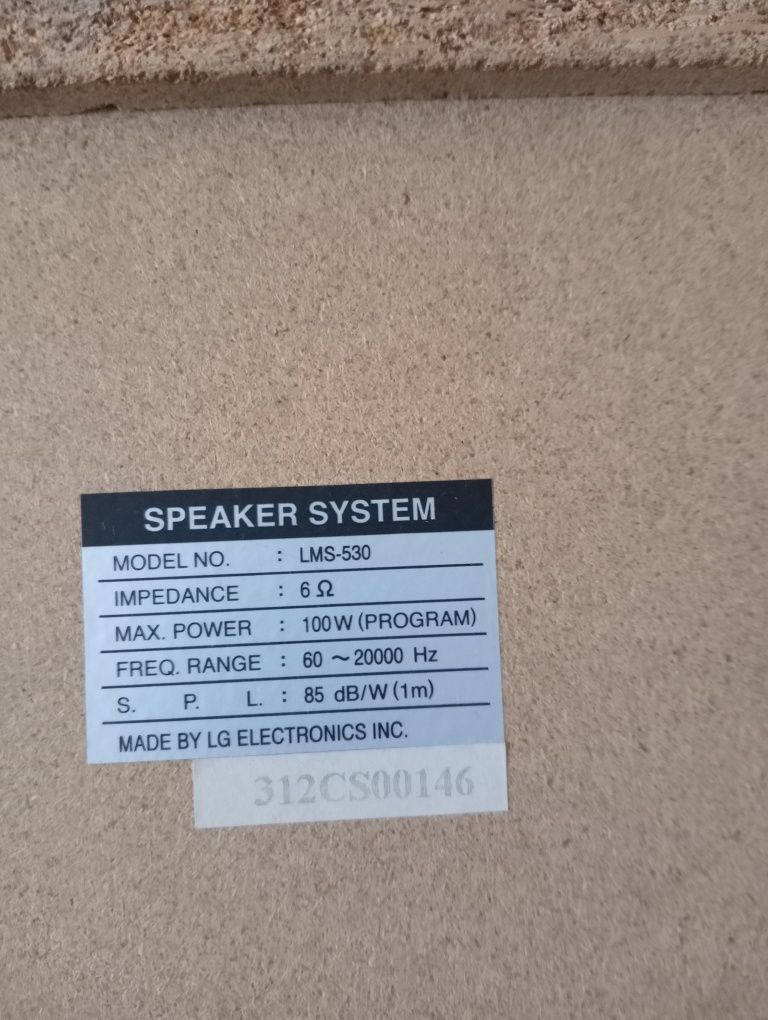 SPEAKER SYSTEM
MODEL NO. : LMS-530
IMPEDANCE : 6 Ω
MAX. POWER : 100W (PROGRAM)
FREQ. RANGE : 60 ~ 20000 Hz
S. P. L. : 85 dB/W (1m)
MADE BY LG ELECTRONICS INC.
312CS00146